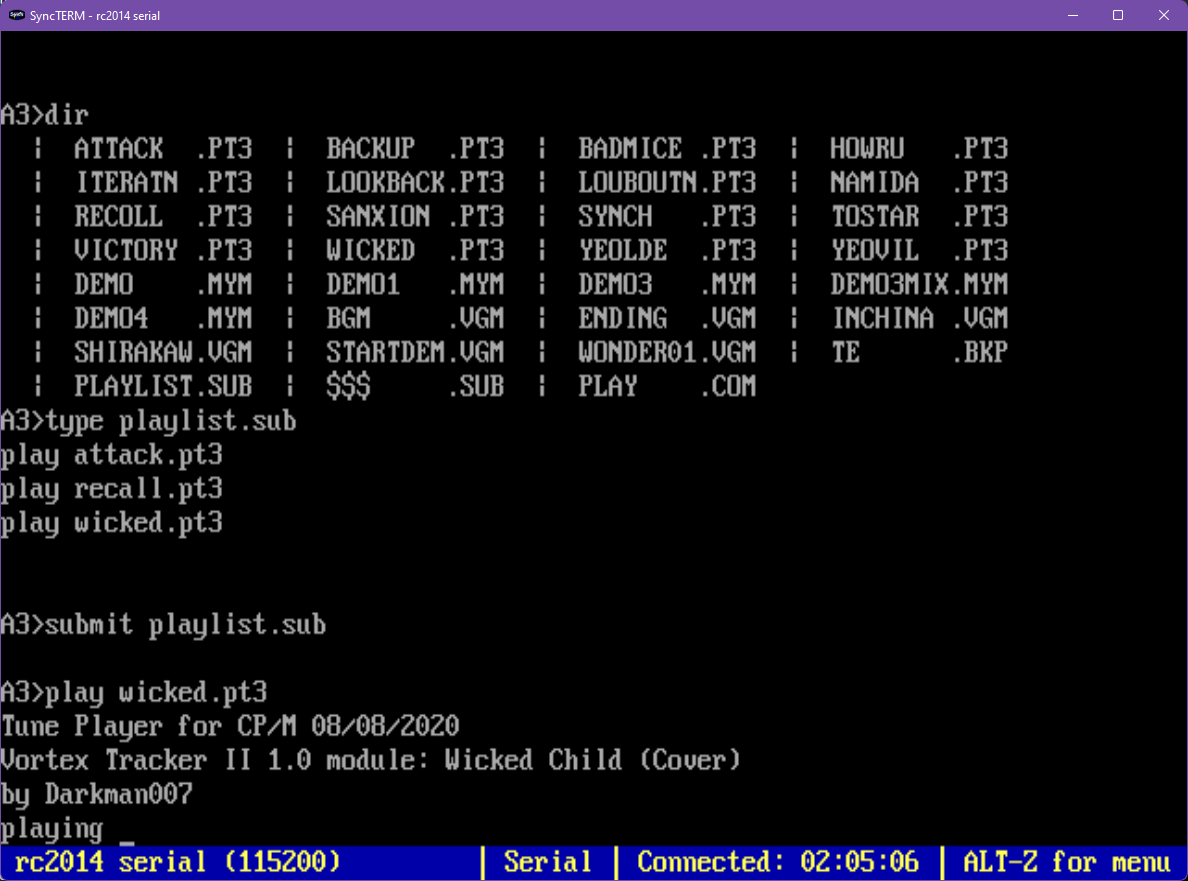 SyncTERM - rc2014 serial
A3>dir
  ¦  ATTACK  .PT3  ¦  BACKUP  .PT3  ¦  BADMICE .PT3  ¦  HOWRU   .PT3
  ¦  ITERATN .PT3  ¦  LOOKBACK.PT3  ¦  LOUBOUTN.PT3  ¦  NAMIDA  .PT3
  ¦  RECOLL  .PT3  ¦  SANXION .PT3  ¦  SYNCH   .PT3  ¦  TOSTAR  .PT3
  ¦  VICTORY .PT3  ¦  WICKED  .PT3  ¦  YEOLDE  .PT3  ¦  YEOVIL  .PT3
  ¦  DEMO    .MYM  ¦  DEMO1   .MYM  ¦  DEMO3   .MYM  ¦  DEMO3MIX.MYM
  ¦  DEMO4   .MYM  ¦  BGM     .VGM  ¦  ENDING  .VGM  ¦  INCHINA .VGM
  ¦  SHIRAKAW.VGM  ¦  STARTDEM.VGM  ¦  WONDER01.VGM  ¦  TE      .BKP
  ¦  PLAYLIST.SUB  ¦  $$$     .SUB  ¦  PLAY    .COM
A3>type playlist.sub
play attack.pt3
play recall.pt3
play wicked.pt3
A3>submit playlist.sub
A3>play wicked.pt3
Tune Player for CP/M 08/08/2020
Vortex Tracker II 1.0 module: Wicked Child (Cover)
by Darkman007
playing _
rc2014 serial (115200) | Serial | Connected: 02:05:06 | ALT-Z for menu